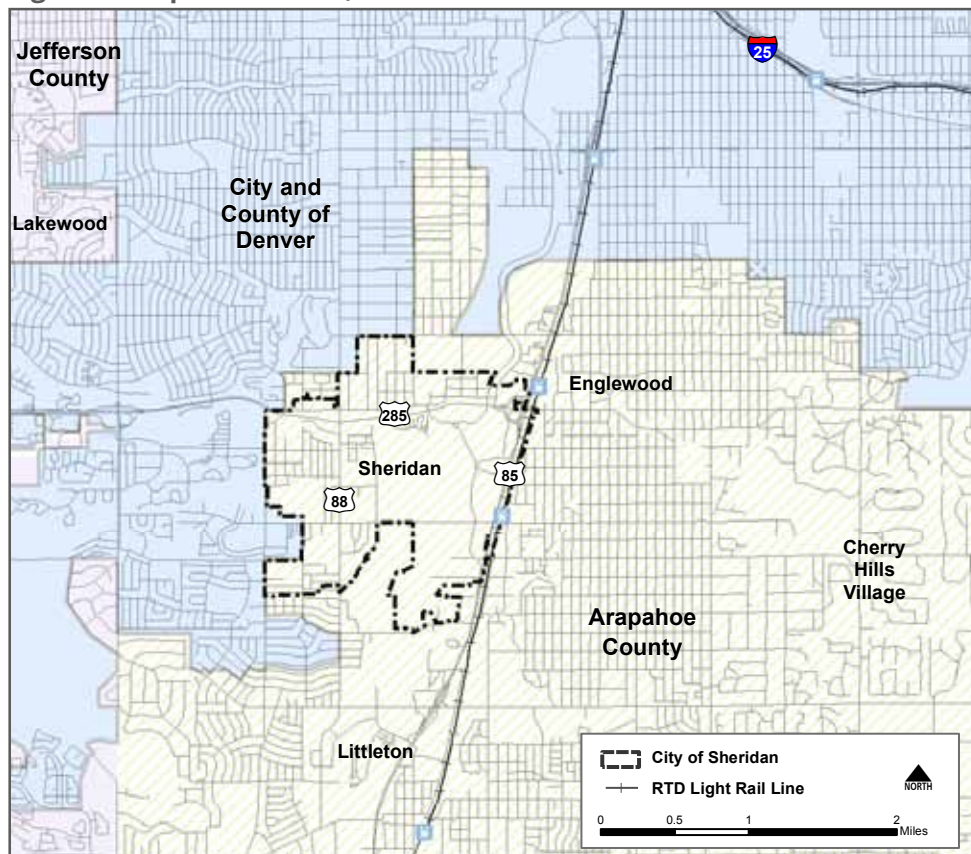 Jefferson
County
25
City and
County of
Denver
Lakewood
Englewood
285
Sheridan
85
88
Cherry
Hills
Village
Arapahoe
County
Littleton
City of Sheridan
RTD Light Rail Line
NORTH
0 0.5 1 2
Miles